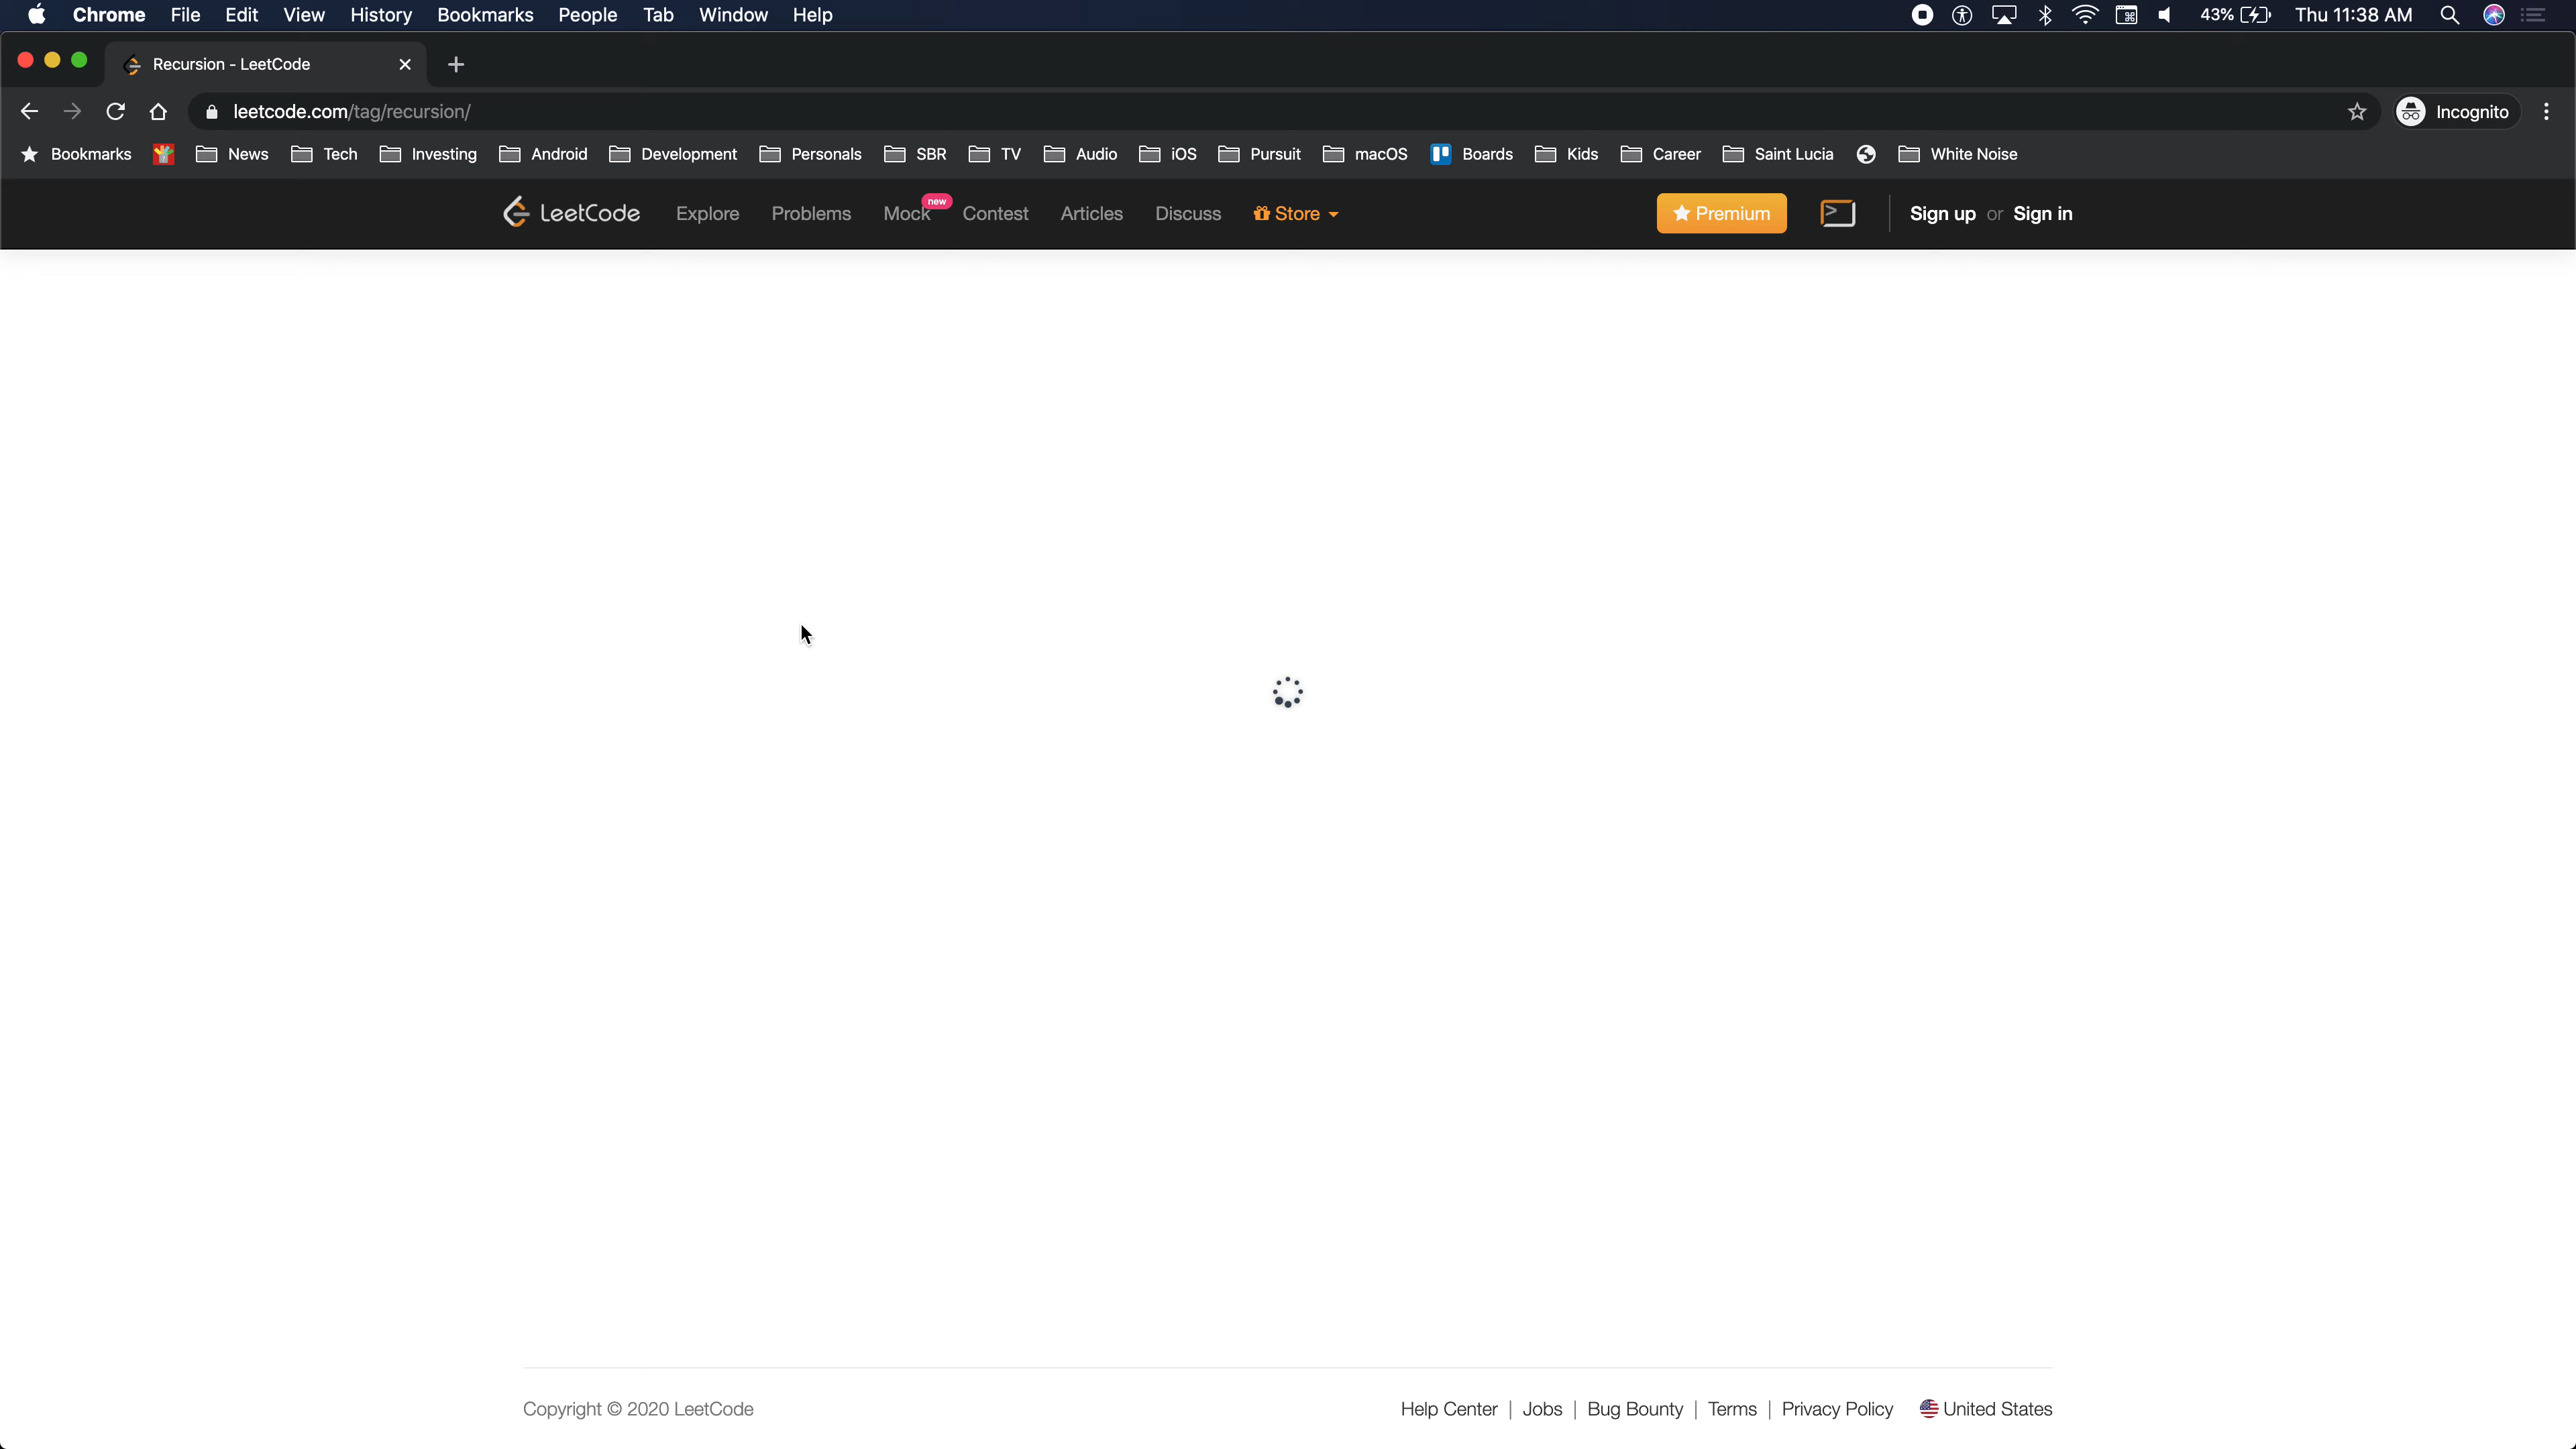 Chrome File Edit View History Bookmarks People Tab Window Help 43% Thu 11:38 AM
Recursion - LeetCode
leetcode.com/tag/recursion/ Incognito
Bookmarks News Tech Investing Android Development Personals SBR TV Audio iOS Pursuit macOS Boards Kids Career Saint Lucia White Noise
LeetCode Explore Problems Mock new Contest Articles Discuss Store Premium Sign up or Sign in
Copyright © 2020 LeetCode Help Center | Jobs | Bug Bounty | Terms | Privacy Policy United States